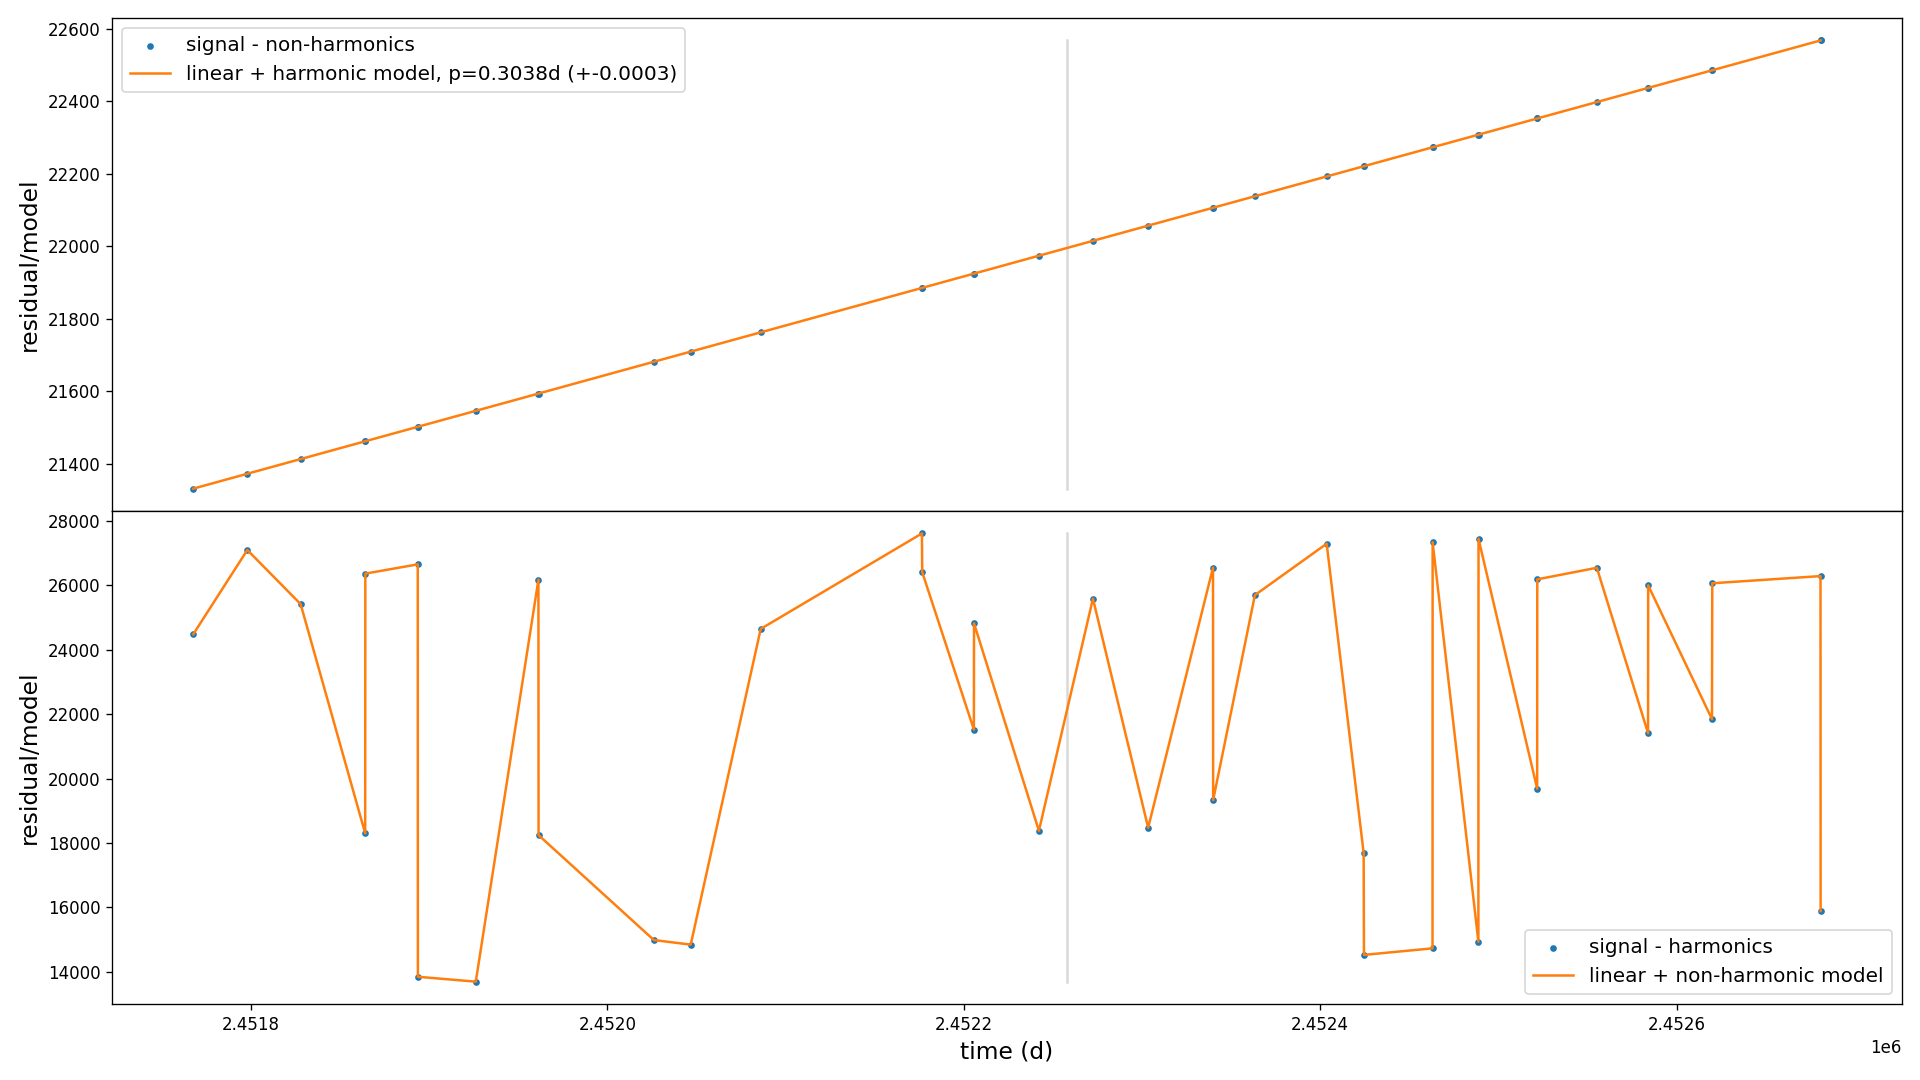 22600
22400
22200
22000
21800
21600
21400
residual/model
signal - non-harmonics
linear + harmonic model, p=0.3038d (+-0.0003)
28000
26000
24000
22000
20000
18000
16000
14000
residual/model
signal - harmonics
linear + non-harmonic model
2.4518 2.4520 2.4522 2.4524 2.4526
time (d)
1e6